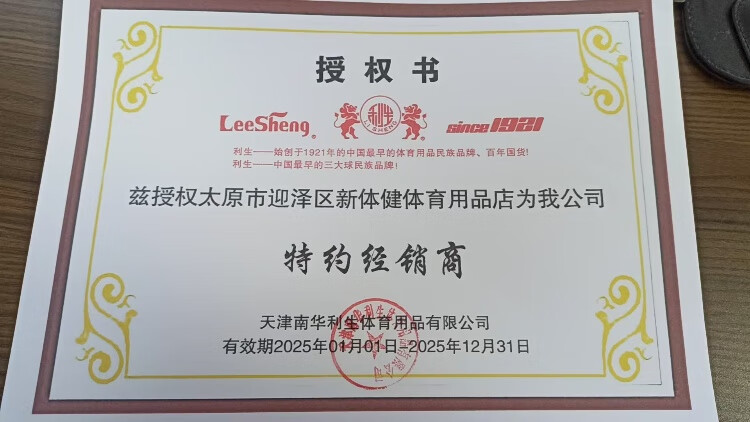 授权书
LeeSheng®
利生
LI SHENG
®
since1921
利生——始创于1921年的中国最早的体育用品民族品牌、百年国货!
利生——中国最早的三大球民族品牌!
兹授权太原市迎泽区新体健体育用品店为我公司
特约经销商
天津南华利生体育用品有限公司
有效期2025年01月01日-2025年12月31日